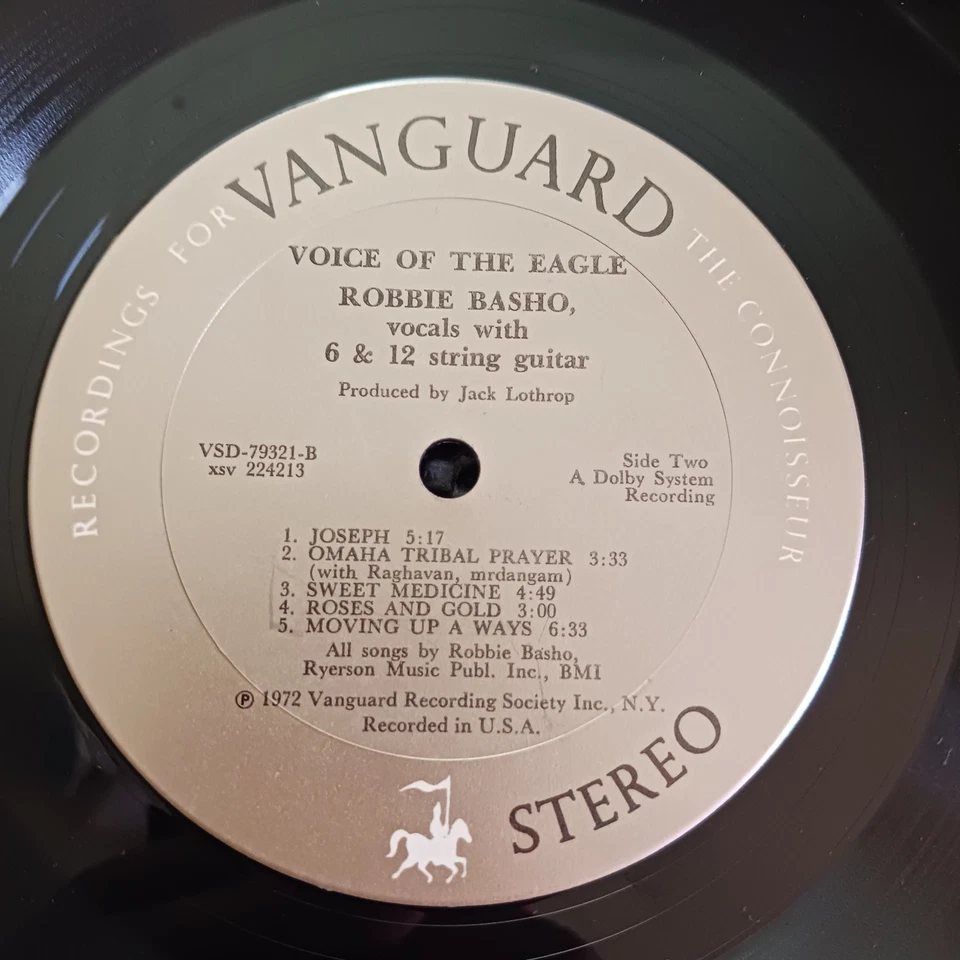 VANGUARD
RECORDINGS FOR THE CONNOISSEUR
VOICE OF THE EAGLE
ROBBIE BASHO,
vocals with
6 & 12 string guitar
Produced by Jack Lothrop
VSD-79321-B
xsv 224213
Side Two
A Dolby System
Recording
1. JOSEPH 5:17
2. OMAHA TRIBAL PRAYER 3:33
(with Raghavan, mrdangam)
3. SWEET MEDICINE 4:49
4. ROSES AND GOLD 3:00
5. MOVING UP A WAYS 6:33
All songs by Robbie Basho,
Ryerson Music Publ. Inc., BMI
℗ 1972 Vanguard Recording Society Inc., N.Y.
Recorded in U.S.A.
STEREO